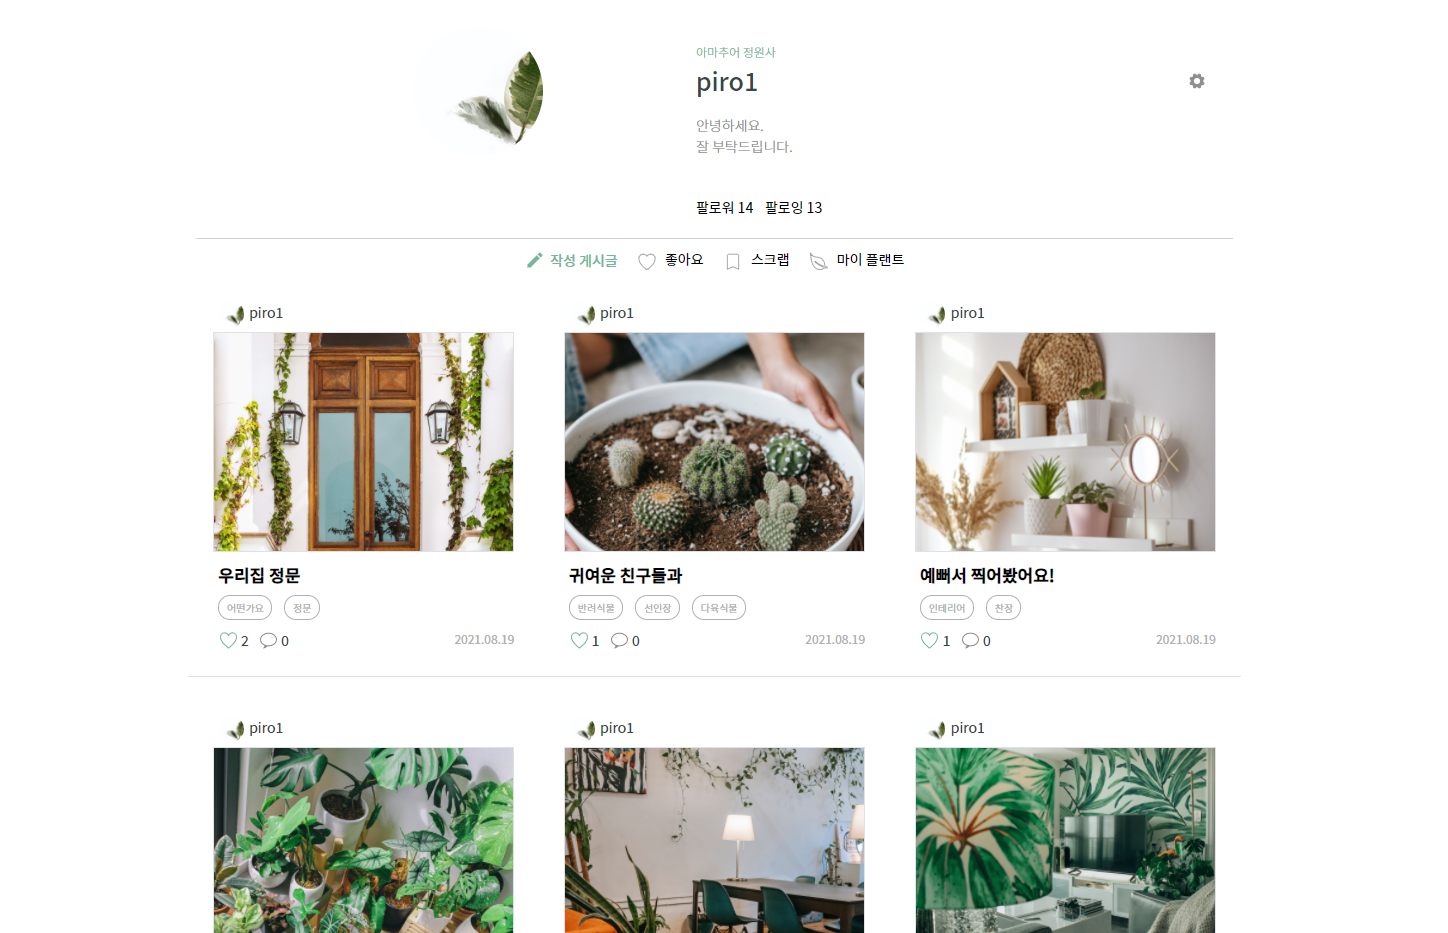 아마추어 정원사
piro1
안녕하세요.
잘 부탁드립니다.
팔로워 14 팔로잉 13
작성 게시글 좋아요 스크랩 마이 플랜트
piro1 piro1 piro1
우리집 정문 귀여운 친구들과 예뻐서 찍어봤어요!
어떤가요 정문 반려식물 선인장 다육식물 인테리어 찬장
2 0 2021.08.19 1 0 2021.08.19 1 0 2021.08.19
piro1 piro1 piro1